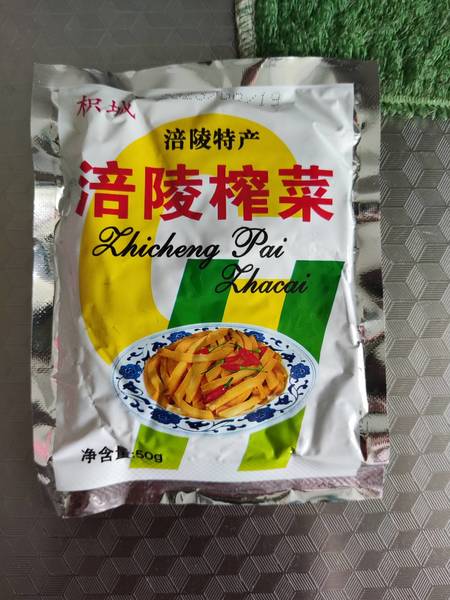 枳城
涪陵特产
涪陵榨菜
Zhicheng Pai
Zhacai
净含量:50g